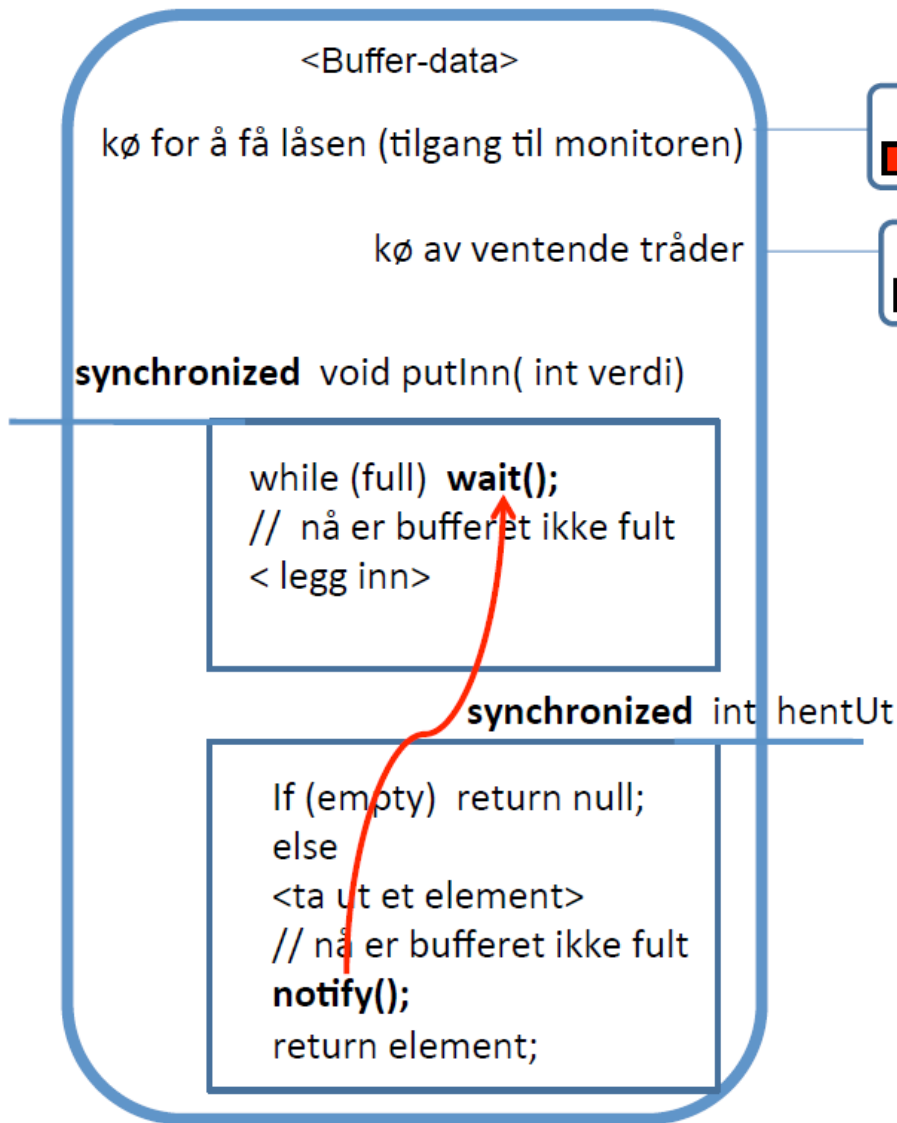 <Buffer-data>
kø for å få låsen (tilgang til monitoren)
kø av ventende tråder
synchronized void putInn( int verdi)
while (full) wait();
// nå er bufferet ikke fult
< legg inn>
synchronized int hentUt
If (empty) return null;
else
<ta ut et element>
// nå er bufferet ikke fult
notify();
return element;